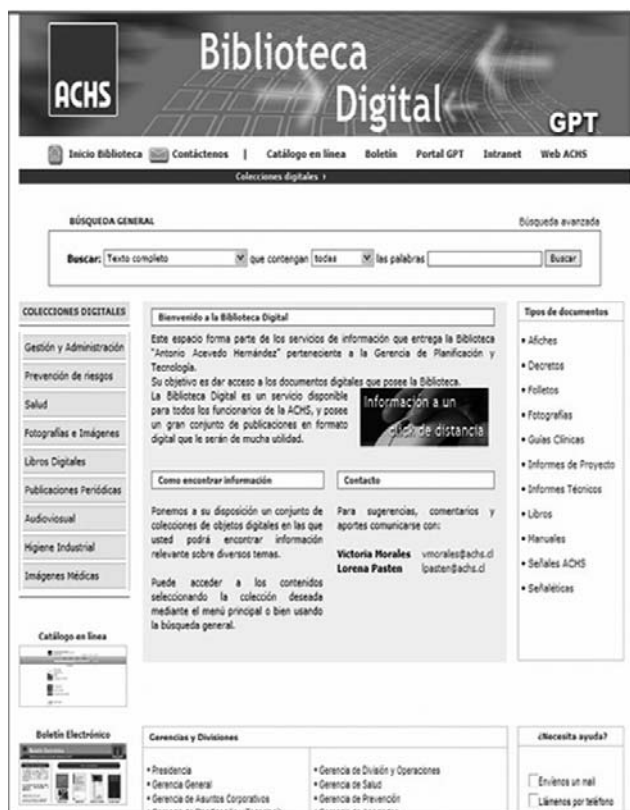 ACHS
Biblioteca
Digital
GPT
Inicio Biblioteca Contáctenos | Catálogo en línea Boletín Portal GPT Intranet Web ACHS
Colecciones digitales ›
BÚSQUEDA GENERAL
Búsqueda avanzada
Buscar: Texto completo que contengan todas las palabras Buscar
COLECCIONES DIGITALES
Gestión y Administración
Prevención de riesgos
Salud
Fotografías e Imágenes
Libros Digitales
Publicaciones Periódicas
Audiovosual
Higiene Industrial
Imágenes Médicas
Catálogo en línea
Boletín Electrónico
Bienvenido a la Biblioteca Digital
Este espacio forma parte de los servicios de información que entrega la Biblioteca
"Antonio Acevedo Hernández" perteneciente a la Gerencia de Planificación y
Tecnología.
Su objetivo es dar acceso a los documentos digitales que posee la Biblioteca.
La Biblioteca Digital es un servicio disponible
para todos los funcionarios de la ACHS, y posee
un gran conjunto de publicaciones en formato
digital que le serán de mucha utilidad.
Información a un
click de distancia
Como encontrar información
Ponemos a su disposición un conjunto de
colecciones de objetos digitales en las que
usted podrá encontrar información
relevante sobre diversos temas.
Puede acceder a los contenidos
seleccionando la colección deseada
mediante el menú principal o bien usando
la búsqueda general.
Contacto
Para sugerencias, comentarios y
aportes comunicarse con:
Victoria Morales vmorales@achs.cl
Lorena Pasten lpasten@achs.cl
Tipos de documentos
• Afiches
• Decretos
• Folletos
• Fotografías
• Guías Clínicas
• Informes de Proyecto
• Informes Técnicos
• Libros
• Manuales
• Señales ACHS
• Señaléticas
Gerencias y Divisiones
• Presidencia
• Gerencia General
• Gerencia de Asuntos Corporativos
• Gerencia de División y Operaciones
• Gerencia de Salud
• Gerencia de Prevención
¿Necesita ayuda?
Envíenos un mail
Llámenos por teléfono